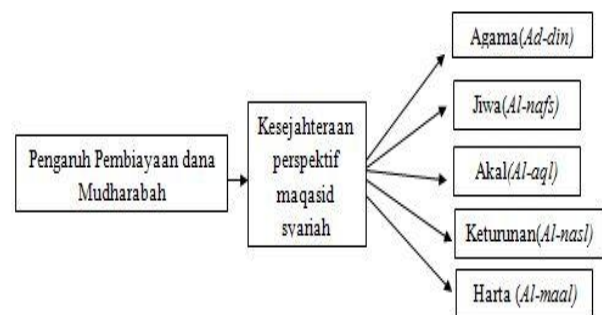 Pengaruh Pembiayaan dana
Mudharabah
Kesejahteraan
perspektif
maqasid
syariah
Agama(Ad-din)
Jiwa(Al-nafs)
Akal(Al-aql)
Keturunan(Al-nasl)
Harta (Al-maal)